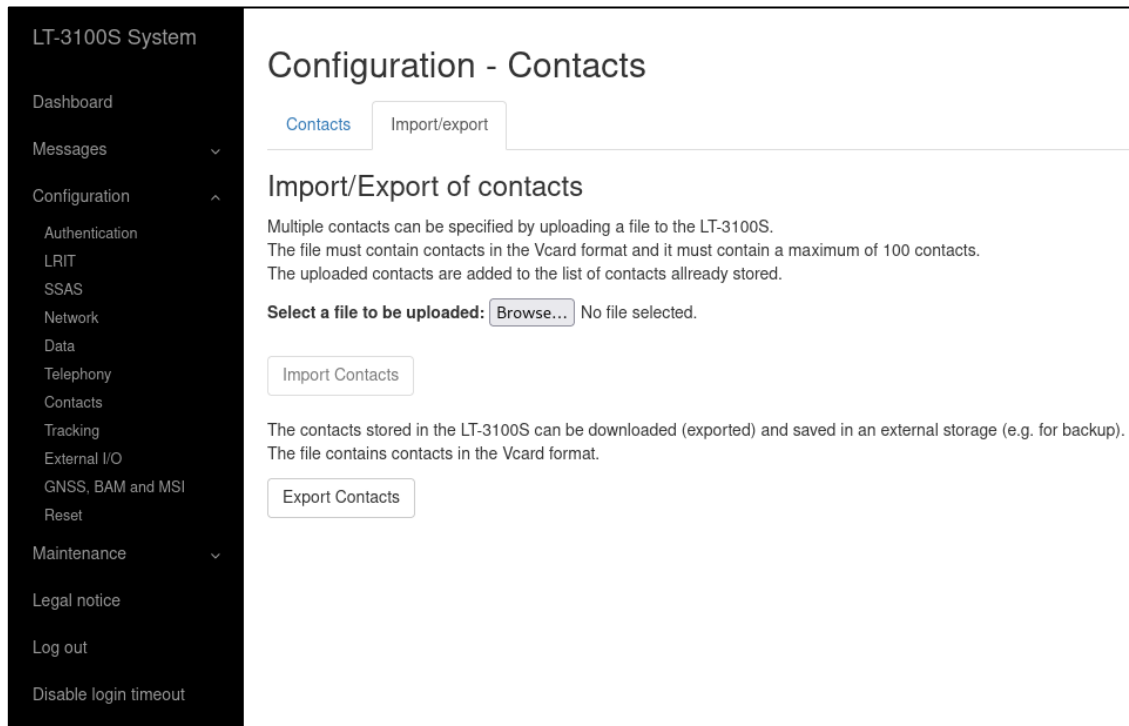 LT-3100S System
Dashboard
Messages
Configuration
Authentication
LRIT
SSAS
Network
Data
Telephony
Contacts
Tracking
External I/O
GNSS, BAM and MSI
Reset
Maintenance
Legal notice
Log out
Disable login timeout
Configuration - Contacts
Contacts Import/export
Import/Export of contacts
Multiple contacts can be specified by uploading a file to the LT-3100S.
The file must contain contacts in the Vcard format and it must contain a maximum of 100 contacts.
The uploaded contacts are added to the list of contacts allready stored.
Select a file to be uploaded: Browse... No file selected.
Import Contacts
The contacts stored in the LT-3100S can be downloaded (exported) and saved in an external storage (e.g. for backup).
The file contains contacts in the Vcard format.
Export Contacts